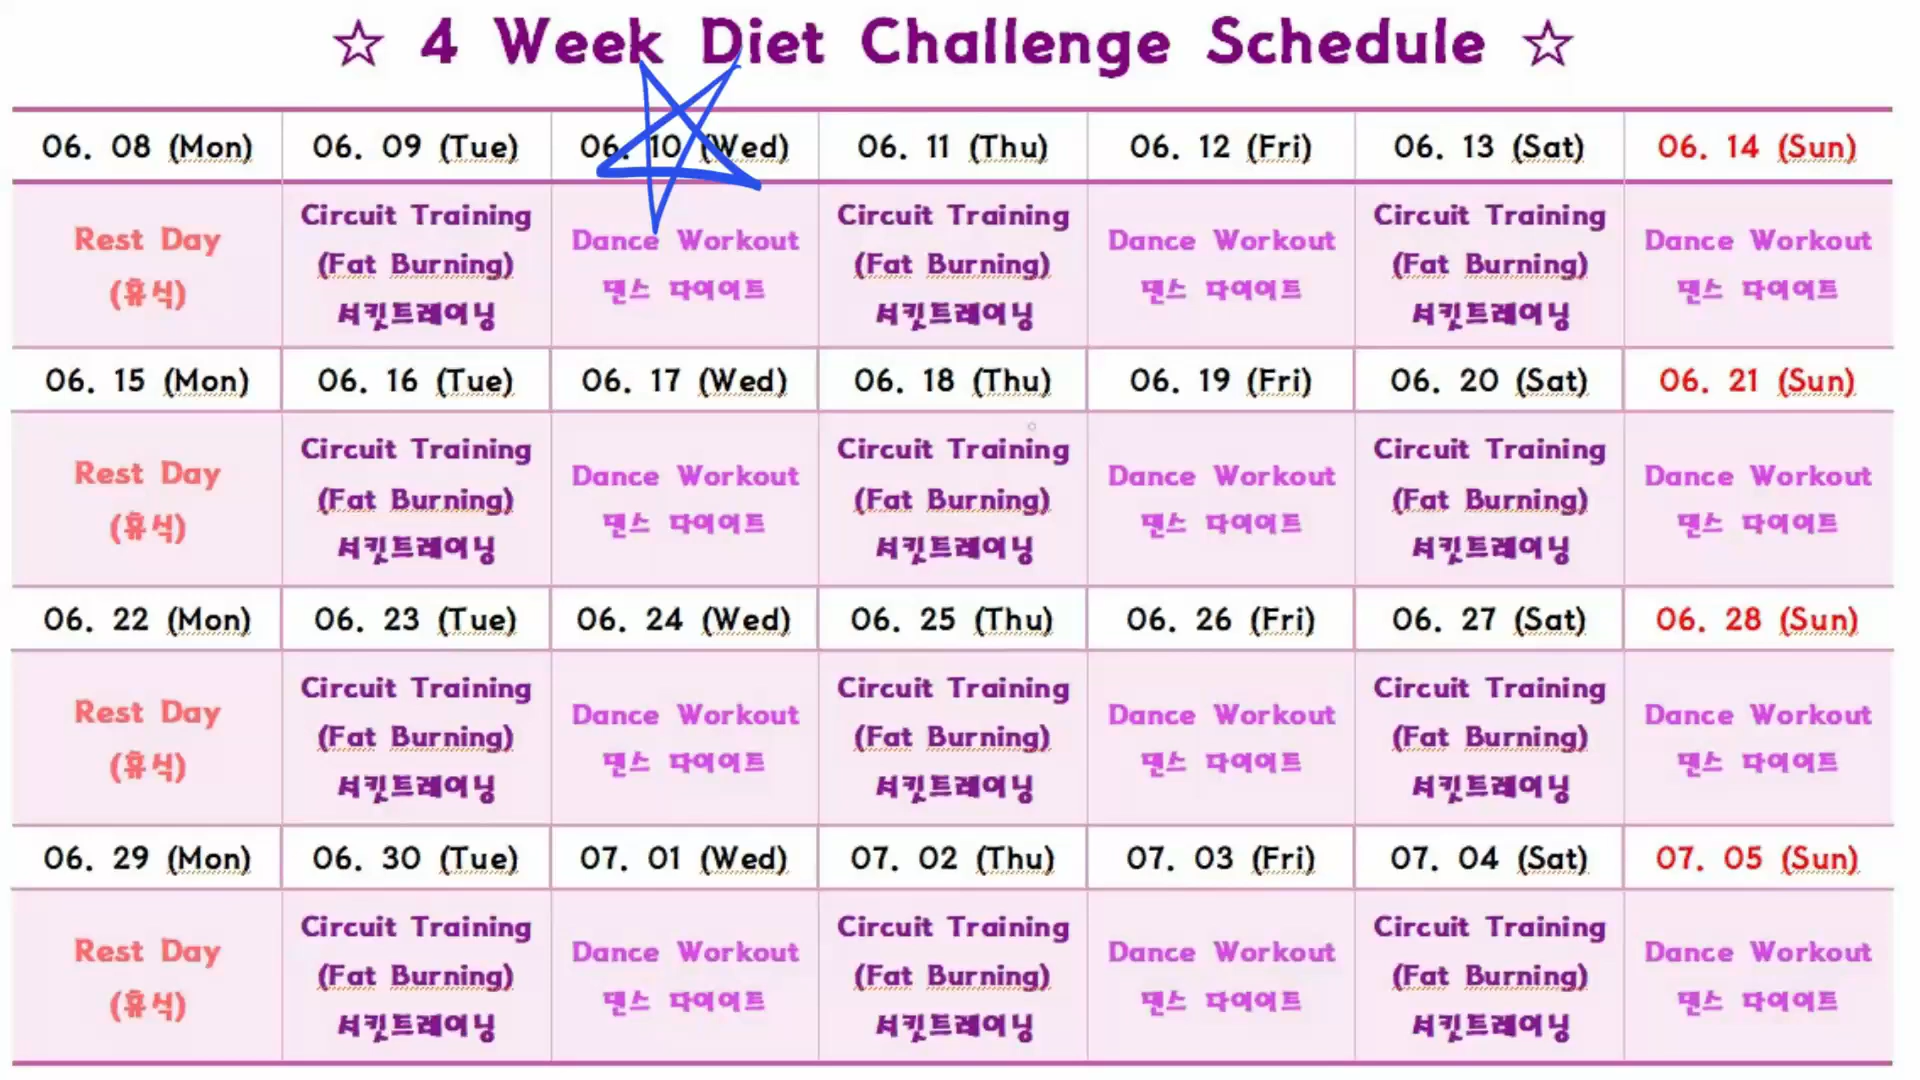 ☆ 4 Week Diet Challenge Schedule ☆
06. 08 (Mon) 06. 09 (Tue) 06. 10 (Wed) 06. 11 (Thu) 06. 12 (Fri) 06. 13 (Sat) 06. 14 (Sun)
Rest Day
(휴식)
Circuit Training
(Fat Burning)
서킷트레이닝
Dance Workout
댄스 다이어트
Circuit Training
(Fat Burning)
서킷트레이닝
Dance Workout
댄스 다이어트
Circuit Training
(Fat Burning)
서킷트레이닝
Dance Workout
댄스 다이어트
06. 15 (Mon) 06. 16 (Tue) 06. 17 (Wed) 06. 18 (Thu) 06. 19 (Fri) 06. 20 (Sat) 06. 21 (Sun)
Rest Day
(휴식)
Circuit Training
(Fat Burning)
서킷트레이닝
Dance Workout
댄스 다이어트
Circuit Training
(Fat Burning)
서킷트레이닝
Dance Workout
댄스 다이어트
Circuit Training
(Fat Burning)
서킷트레이닝
Dance Workout
댄스 다이어트
06. 22 (Mon) 06. 23 (Tue) 06. 24 (Wed) 06. 25 (Thu) 06. 26 (Fri) 06. 27 (Sat) 06. 28 (Sun)
Rest Day
(휴식)
Circuit Training
(Fat Burning)
서킷트레이닝
Dance Workout
댄스 다이어트
Circuit Training
(Fat Burning)
서킷트레이닝
Dance Workout
댄스 다이어트
Circuit Training
(Fat Burning)
서킷트레이닝
Dance Workout
댄스 다이어트
06. 29 (Mon) 06. 30 (Tue) 07. 01 (Wed) 07. 02 (Thu) 07. 03 (Fri) 07. 04 (Sat) 07. 05 (Sun)
Rest Day
(휴식)
Circuit Training
(Fat Burning)
서킷트레이닝
Dance Workout
댄스 다이어트
Circuit Training
(Fat Burning)
서킷트레이닝
Dance Workout
댄스 다이어트
Circuit Training
(Fat Burning)
서킷트레이닝
Dance Workout
댄스 다이어트